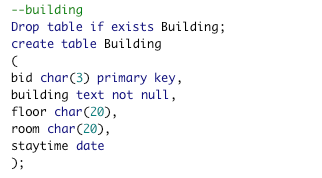 --building
Drop table if exists Building;
create table Building
(
bid char(3) primary key,
building text not null,
floor char(20),
room char(20),
staytime date
);